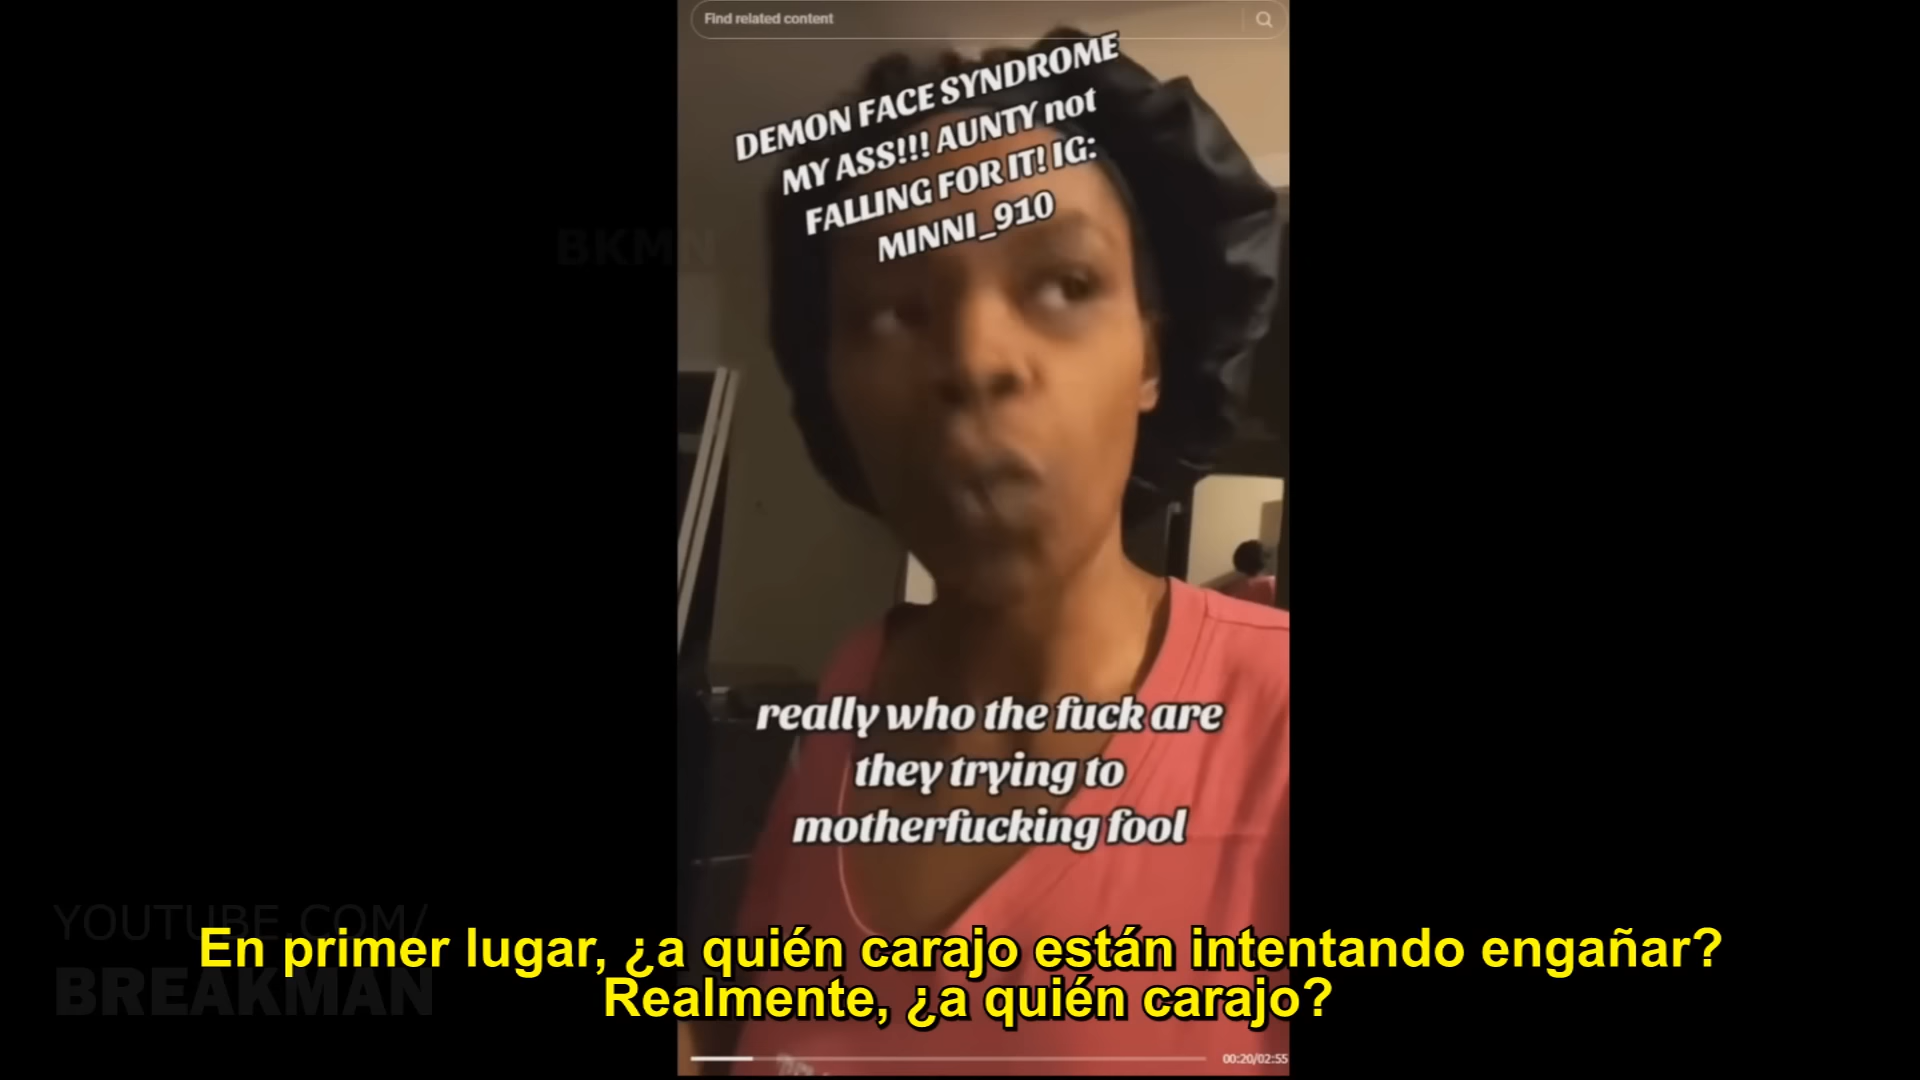 Find related content
DEMON FACE SYNDROME
MY ASS!!! AUNTY not
FALLING FOR IT! IG:
MINNI_910
BKMN
really who the fuck are
they trying to
motherfucking fool
YOUTUBE.COM/
BREAKMAN
En primer lugar, ¿a quién carajo están intentando engañar?
Realmente, ¿a quién carajo?
00:20/02:55